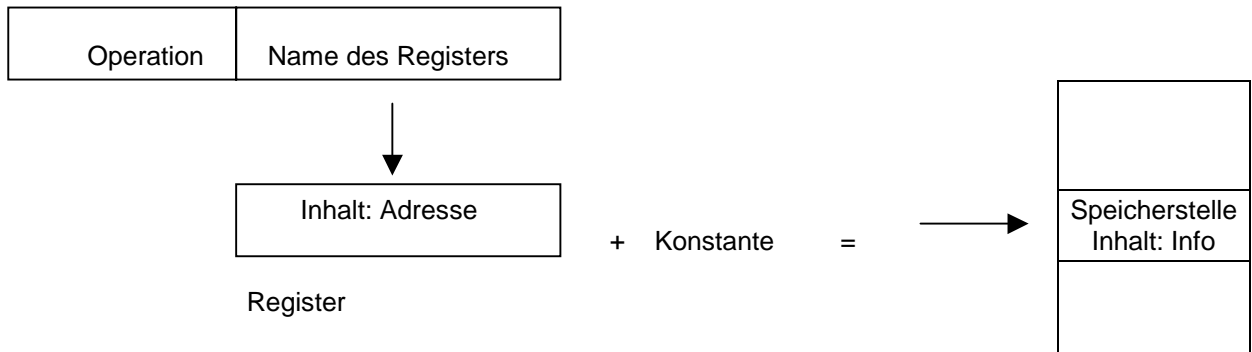 Operation Name des Registers
Inhalt: Adresse
+ Konstante =
Speicherstelle
Inhalt: Info
Register